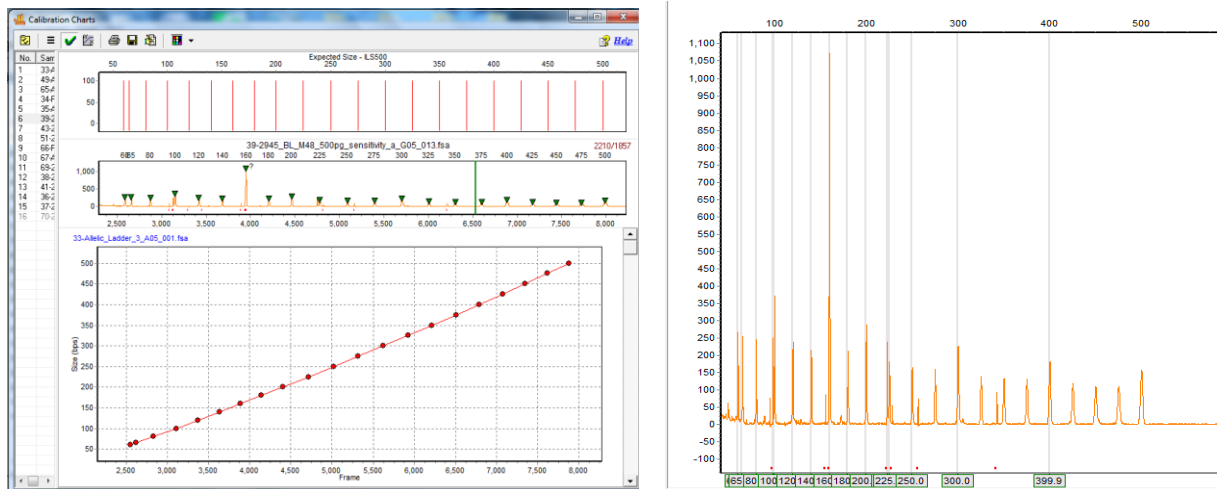 Calibration Charts
Help
No. Sam
1 33-A
2 49-A
3 65-A
4 34-F
5 35-A
6 39-2
7 43-2
8 51-2
9 66-F
10 67-A
11 69-2
12 38-2
13 41-2
14 36-2
15 37-2
16 70-2
Expected Size - ILS500
50 100 150 200 250 300 350 400 450 500
100
50
0
39-2945_BL_M48_500pg_sensitivity_a_G05_013.fsa
2210/1857
6065 80 100 120 140 160 180 200 225 250 275 300 325 350 375 400 425 450 475 500
?
1,000
500
0
2,500 3,000 3,500 4,000 4,500 5,000 5,500 6,000 6,500 7,000 7,500 8,000
33-Allelic_Ladder_3_A05_001.fsa
Size (bps)
500
450
400
350
300
250
200
150
100
50
2,500 3,000 3,500 4,000 4,500 5,000 5,500 6,000 6,500 7,000 7,500 8,000
Frame
100 200 300 400 500
1,100
1,050
1,000
950
900
850
800
750
700
650
600
550
500
450
400
350
300
250
200
150
100
50
0
-50
-100
65 80 100 120 140 160 180 200. 225. 250.0 300.0 399.9